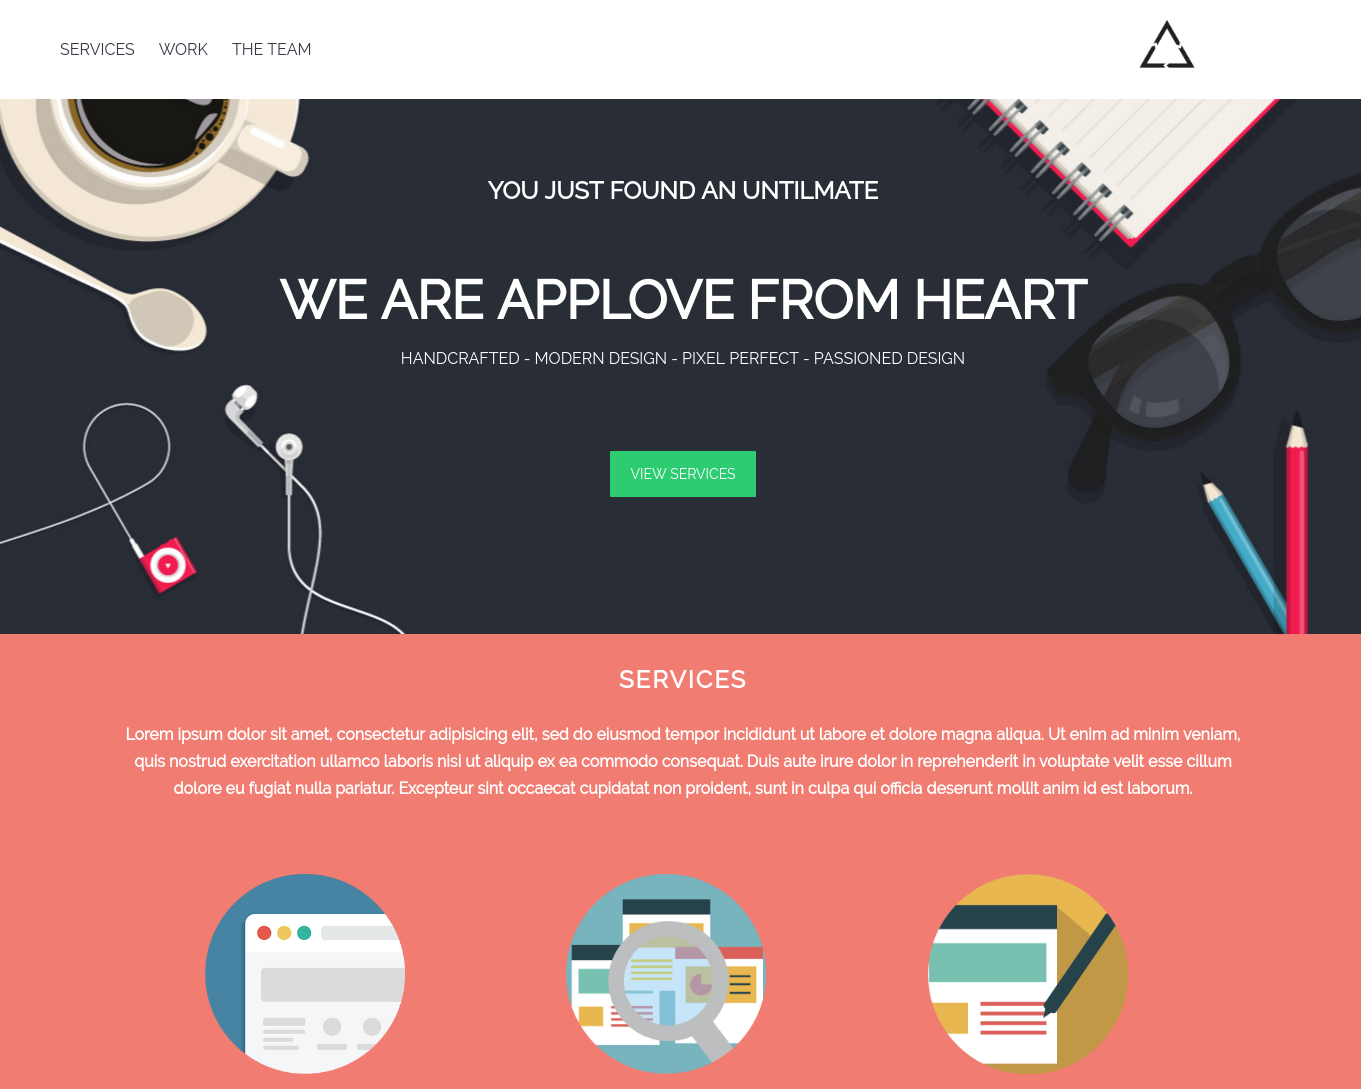 SERVICES WORK THE TEAM
YOU JUST FOUND AN UNTILMATE
WE ARE APPLOVE FROM HEART
HANDCRAFTED - MODERN DESIGN - PIXEL PERFECT - PASSIONED DESIGN
VIEW SERVICES
SERVICES
Lorem ipsum dolor sit amet, consectetur adipisicing elit, sed do eiusmod tempor incididunt ut labore et dolore magna aliqua. Ut enim ad minim veniam,
quis nostrud exercitation ullamco laboris nisi ut aliquip ex ea commodo consequat. Duis aute irure dolor in reprehenderit in voluptate velit esse cillum
dolore eu fugiat nulla pariatur. Excepteur sint occaecat cupidatat non proident, sunt in culpa qui officia deserunt mollit anim id est laborum.